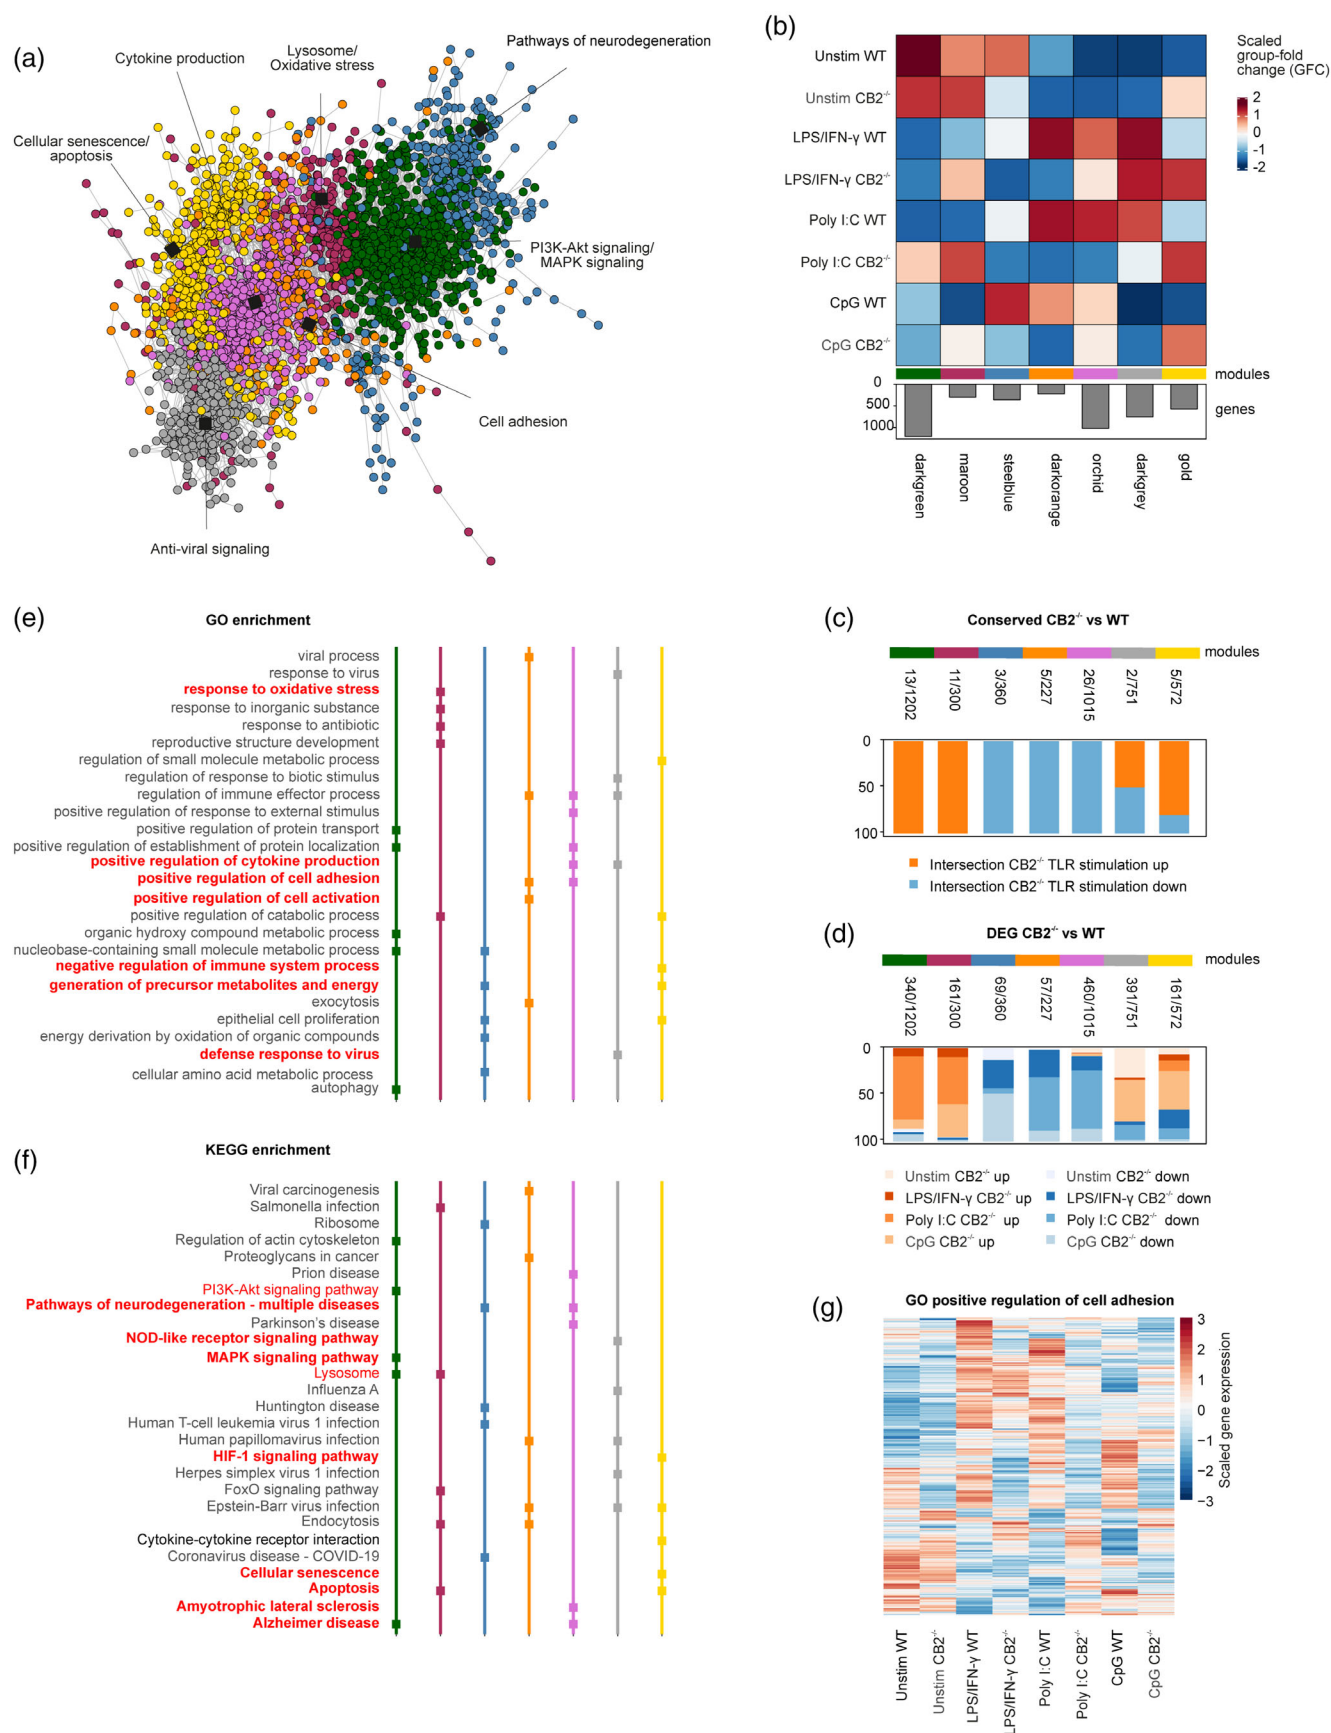 (a)
Cytokine production
Lysosome/
Oxidative stress
Pathways of neurodegeneration
Cellular senescence/
apoptosis
PI3K-Akt signaling/
MAPK signaling
Cell adhesion
Anti-viral signaling
(b)
Unstim WT
Unstim CB2-/-
LPS/IFN-γ WT
LPS/IFN-γ CB2-/-
Poly I:C WT
Poly I:C CB2-/-
CpG WT
CpG CB2-/-
Scaled
group-fold
change (GFC)
2
1
0
-1
-2
modules
0
500
1000
genes
darkgreen
maroon
steelblue
darkorange
orchid
darkgrey
gold
(c)
Conserved CB2-/- vs WT
modules
13/1202
11/300
3/360
5/227
26/1015
2/751
5/572
0
50
100
Intersection CB2-/- TLR stimulation up
Intersection CB2-/- TLR stimulation down
(d)
DEG CB2-/- vs WT
modules
340/1202
161/300
69/360
57/227
460/1015
391/751
161/572
0
50
100
Unstim CB2-/- up
Unstim CB2-/- down
LPS/IFN-γ CB2-/- up
LPS/IFN-γ CB2-/- down
Poly I:C CB2-/- up
Poly I:C CB2-/- down
CpG CB2-/- up
CpG CB2-/- down
(e)
GO enrichment
viral process
response to virus
response to oxidative stress
response to inorganic substance
response to antibiotic
reproductive structure development
regulation of small molecule metabolic process
regulation of response to biotic stimulus
regulation of immune effector process
positive regulation of response to external stimulus
positive regulation of protein transport
positive regulation of establishment of protein localization
positive regulation of cytokine production
positive regulation of cell adhesion
positive regulation of cell activation
positive regulation of catabolic process
organic hydroxy compound metabolic process
nucleobase-containing small molecule metabolic process
negative regulation of immune system process
generation of precursor metabolites and energy
exocytosis
epithelial cell proliferation
energy derivation by oxidation of organic compounds
defense response to virus
cellular amino acid metabolic process
autophagy
(f)
KEGG enrichment
Viral carcinogenesis
Salmonella infection
Ribosome
Regulation of actin cytoskeleton
Proteoglycans in cancer
Prion disease
PI3K-Akt signaling pathway
Pathways of neurodegeneration - multiple diseases
Parkinson's disease
NOD-like receptor signaling pathway
MAPK signaling pathway
Lysosome
Influenza A
Huntington disease
Human T-cell leukemia virus 1 infection
Human papillomavirus infection
HIF-1 signaling pathway
Herpes simplex virus 1 infection
FoxO signaling pathway
Epstein-Barr virus infection
Endocytosis
Cytokine-cytokine receptor interaction
Coronavirus disease - COVID-19
Cellular senescence
Apoptosis
Amyotrophic lateral sclerosis
Alzheimer disease
(g)
GO positive regulation of cell adhesion
3
2
1
0
−1
−2
−3
Scaled gene expression
Unstim WT
Unstim CB2-/-
LPS/IFN-γ WT
LPS/IFN-γ CB2-/-
Poly I:C WT
Poly I:C CB2-/-
CpG WT
CpG CB2-/-